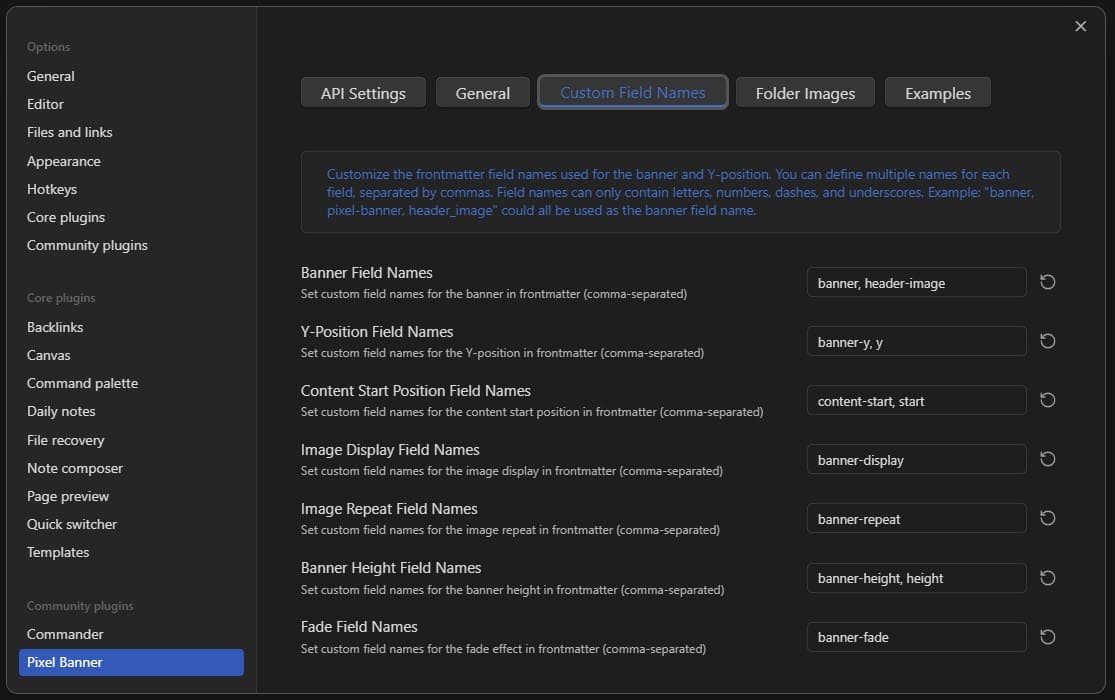 Options
General
Editor
Files and links
Appearance
Hotkeys
Core plugins
Community plugins
Core plugins
Backlinks
Canvas
Command palette
Daily notes
File recovery
Note composer
Page preview
Quick switcher
Templates
Community plugins
Commander
Pixel Banner
API Settings
General
Custom Field Names
Folder Images
Examples
Customize the frontmatter field names used for the banner and Y-position. You can define multiple names for each
field, separated by commas. Field names can only contain letters, numbers, dashes, and underscores. Example: "banner,
pixel-banner, header_image" could all be used as the banner field name.
Banner Field Names
Set custom field names for the banner in frontmatter (comma-separated)
banner, header-image
Y-Position Field Names
Set custom field names for the Y-position in frontmatter (comma-separated)
banner-y, y
Content Start Position Field Names
Set custom field names for the content start position in frontmatter (comma-separated)
content-start, start
Image Display Field Names
Set custom field names for the image display in frontmatter (comma-separated)
banner-display
Image Repeat Field Names
Set custom field names for the image repeat in frontmatter (comma-separated)
banner-repeat
Banner Height Field Names
Set custom field names for the banner height in frontmatter (comma-separated)
banner-height, height
Fade Field Names
Set custom field names for the fade effect in frontmatter (comma-separated)
banner-fade